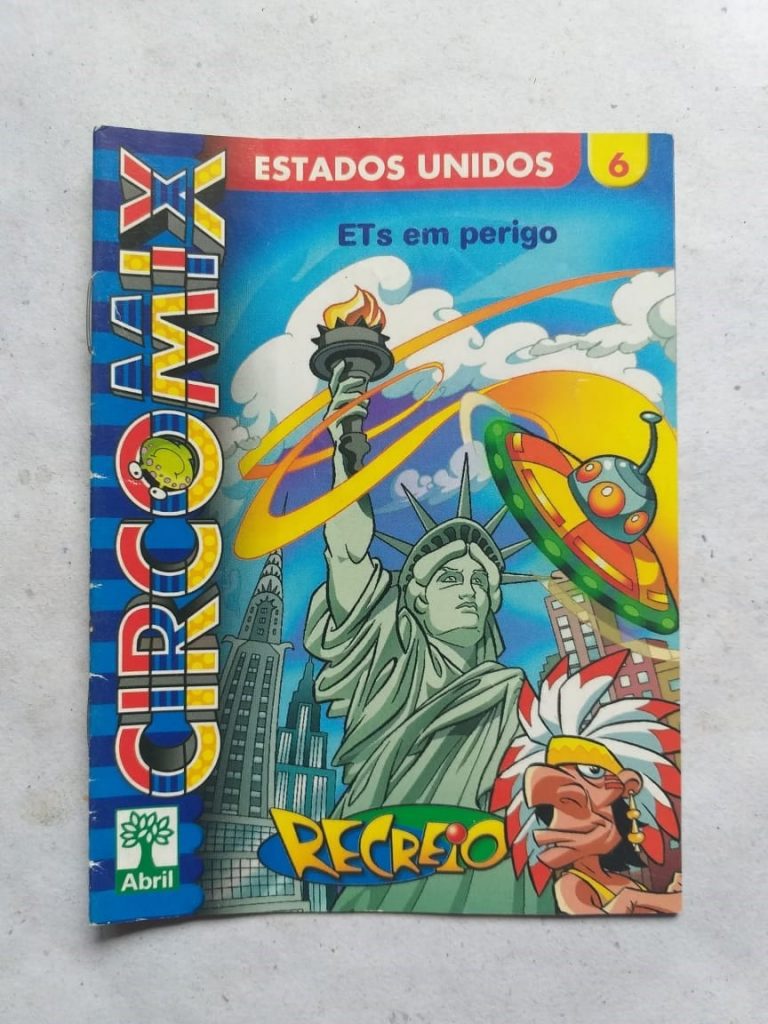 ESTADOS UNIDOS
6
ETs em perigo
CIRCOMIX
RECREIO
Abril